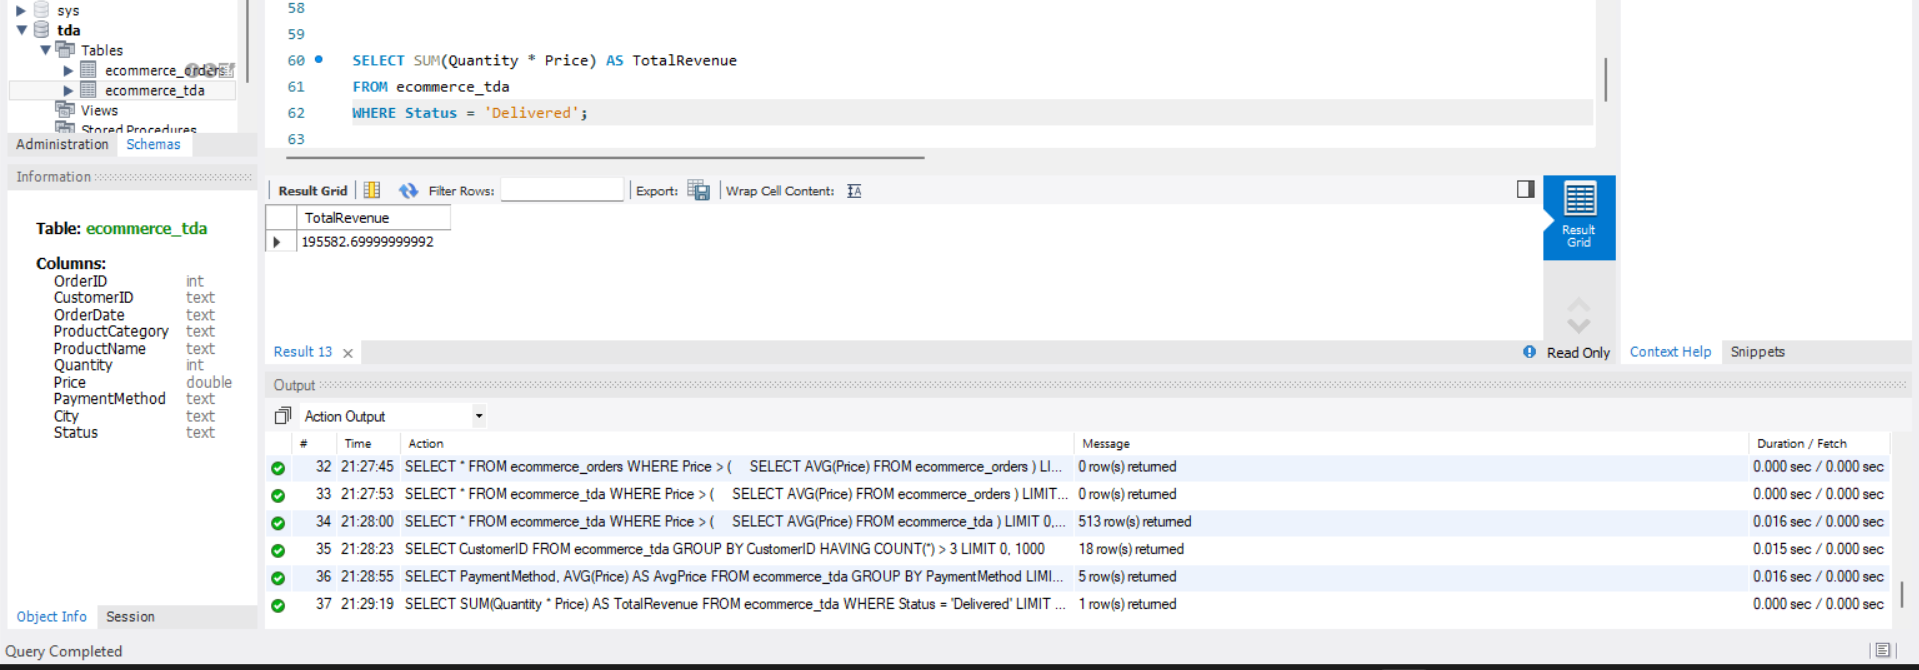 sys
tda
Tables
ecommerce_orders
ecommerce_tda
Views
Stored Procedures
Administration Schemas
Information
Table: ecommerce_tda
Columns:
OrderID int
CustomerID text
OrderDate text
ProductCategory text
ProductName text
Quantity int
Price double
PaymentMethod text
City text
Status text
Object Info Session
58
59
60 SELECT SUM(Quantity * Price) AS TotalRevenue
61 FROM ecommerce_tda
62 WHERE Status = 'Delivered';
63
Result Grid Filter Rows: Export: Wrap Cell Content:
TotalRevenue
195582.69999999992
Result
Grid
Result 13 Read Only
Context Help Snippets
Output
Action Output
# Time Action Message Duration / Fetch
32 21:27:45 SELECT * FROM ecommerce_orders WHERE Price > ( SELECT AVG(Price) FROM ecommerce_orders ) LI... 0 row(s) returned 0.000 sec / 0.000 sec
33 21:27:53 SELECT * FROM ecommerce_tda WHERE Price > ( SELECT AVG(Price) FROM ecommerce_orders ) LIMIT... 0 row(s) returned 0.000 sec / 0.000 sec
34 21:28:00 SELECT * FROM ecommerce_tda WHERE Price > ( SELECT AVG(Price) FROM ecommerce_tda ) LIMIT 0,... 513 row(s) returned 0.016 sec / 0.000 sec
35 21:28:23 SELECT CustomerID FROM ecommerce_tda GROUP BY CustomerID HAVING COUNT(*) > 3 LIMIT 0, 1000 18 row(s) returned 0.015 sec / 0.000 sec
36 21:28:55 SELECT PaymentMethod, AVG(Price) AS AvgPrice FROM ecommerce_tda GROUP BY PaymentMethod LIMI... 5 row(s) returned 0.016 sec / 0.000 sec
37 21:29:19 SELECT SUM(Quantity * Price) AS TotalRevenue FROM ecommerce_tda WHERE Status = 'Delivered' LIMIT ... 1 row(s) returned 0.000 sec / 0.000 sec
Query Completed